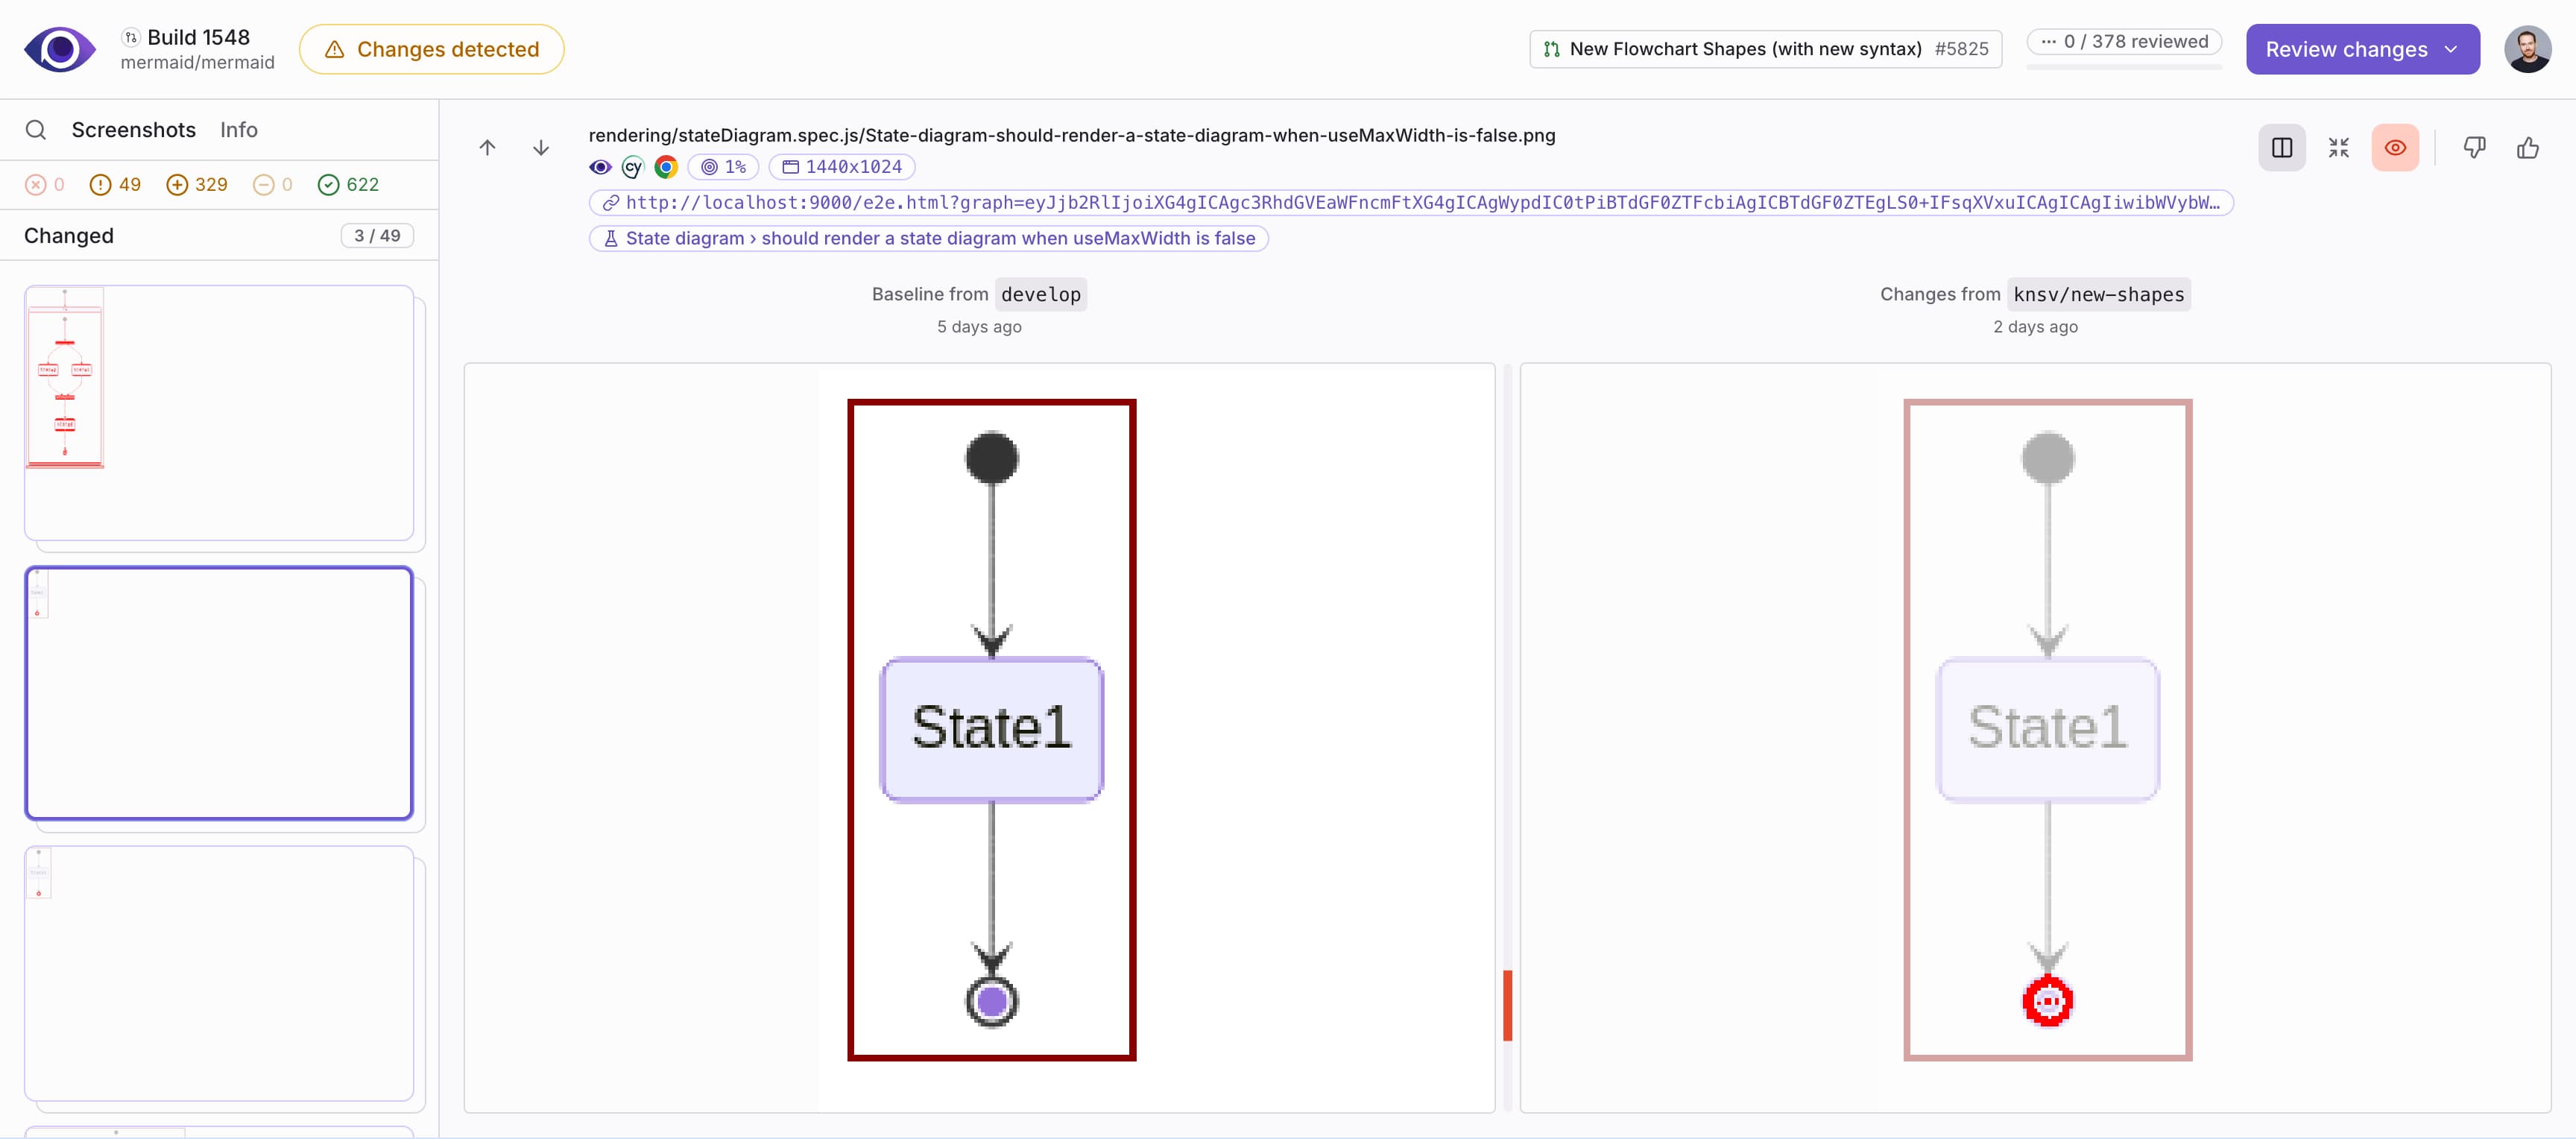 Build 1548
mermaid/mermaid
Changes detected
New Flowchart Shapes (with new syntax) #5825
0 / 378 reviewed
Review changes
Screenshots Info
0 49 329 0 622
Changed 3 / 49
rendering/stateDiagram.spec.js/State-diagram-should-render-a-state-diagram-when-useMaxWidth-is-false.png
cy 1% 1440x1024
http://localhost:9000/e2e.html?graph=eyJjb2RlIjoiXG4gICAgc3RhdGVEaWFncmFtXG4gICAgWypdIC0tPiBTdGF0ZTFcbiAgICBTdGF0ZTEgLS0+IFsqXVxuICAgICAgIiwibWVybW…
State diagram › should render a state diagram when useMaxWidth is false
Baseline from develop
5 days ago
Changes from knsv/new-shapes
2 days ago
State1
State1